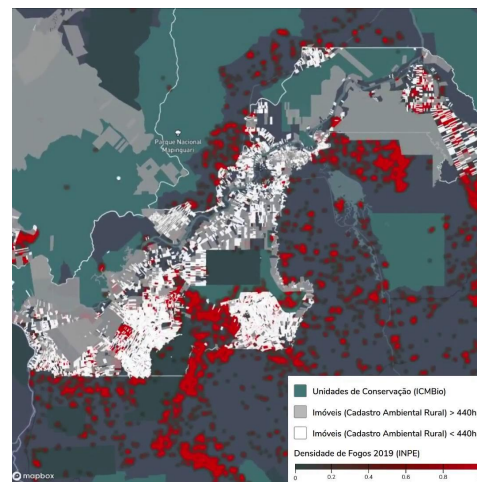 Parque Nacional
Mapinguari
Unidades de Conservação (ICMBio)
Imóveis (Cadastro Ambiental Rural) > 440h
Imóveis (Cadastro Ambiental Rural) < 440h
Densidade de Fogos 2019 (INPE)
0 0.2 0.4 0.6 0.8
mapbox